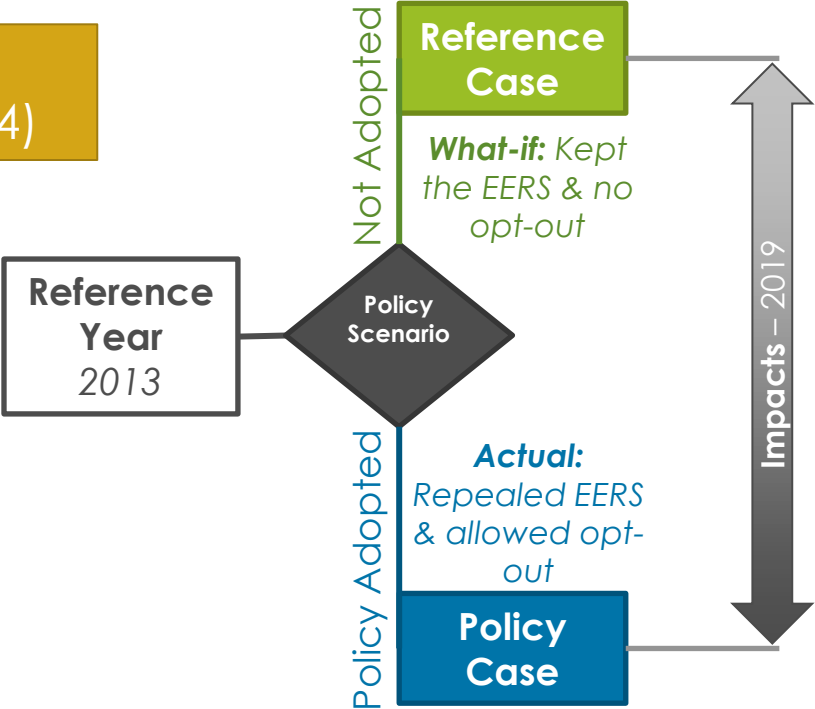 4)
Not Adopted
Reference
Case
What-if: Kept
the EERS & no
opt-out
Reference
Year
2013
Policy
Scenario
Impacts – 2019
Policy Adopted
Actual:
Repealed EERS
& allowed opt-
out
Policy
Case